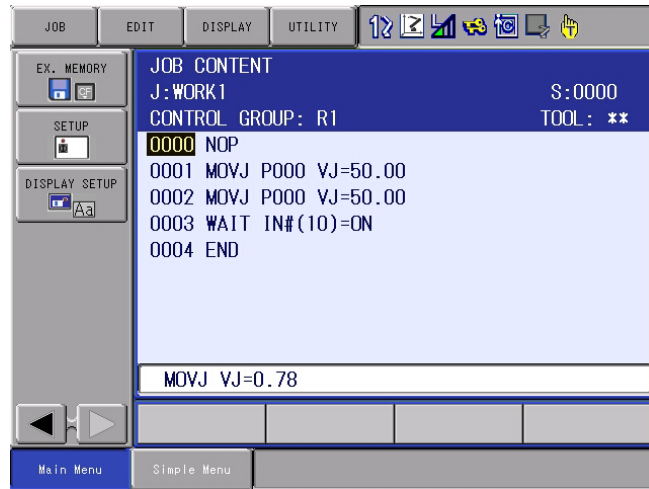 JOB EDIT DISPLAY UTILITY
EX. MEMORY
CF
SETUP
DISPLAY SETUP
Aa
JOB CONTENT
J:WORK1 S:0000
CONTROL GROUP: R1 TOOL: **
0000 NOP
0001 MOVJ P000 VJ=50.00
0002 MOVJ P000 VJ=50.00
0003 WAIT IN#(10)=ON
0004 END
MOVJ VJ=0.78
Main Menu Simple Menu